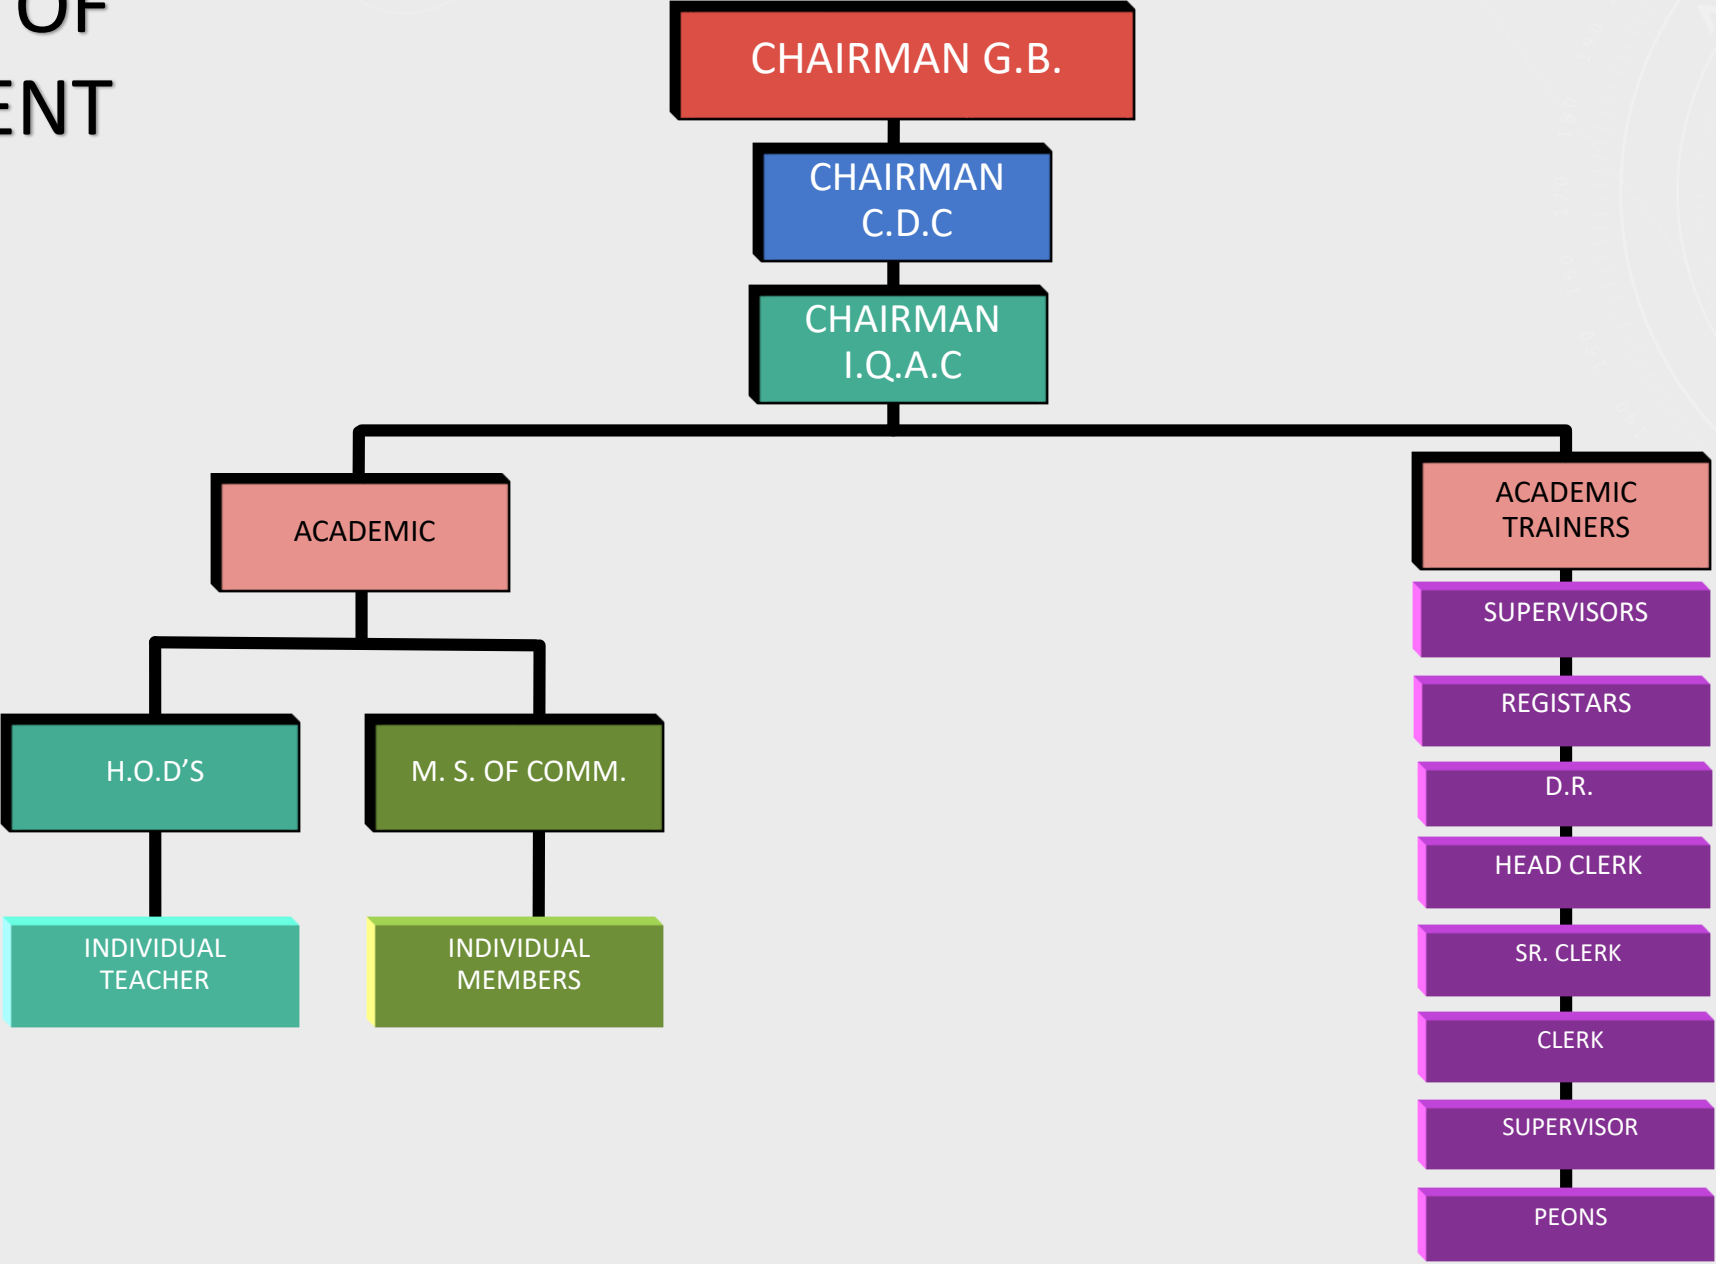 OF
ENT
CHAIRMAN G.B.
CHAIRMAN
C.D.C
CHAIRMAN
I.Q.A.C
ACADEMIC
H.O.D’S
M. S. OF COMM.
INDIVIDUAL
TEACHER
INDIVIDUAL
MEMBERS
ACADEMIC
TRAINERS
SUPERVISORS
REGISTARS
D.R.
HEAD CLERK
SR. CLERK
CLERK
SUPERVISOR
PEONS